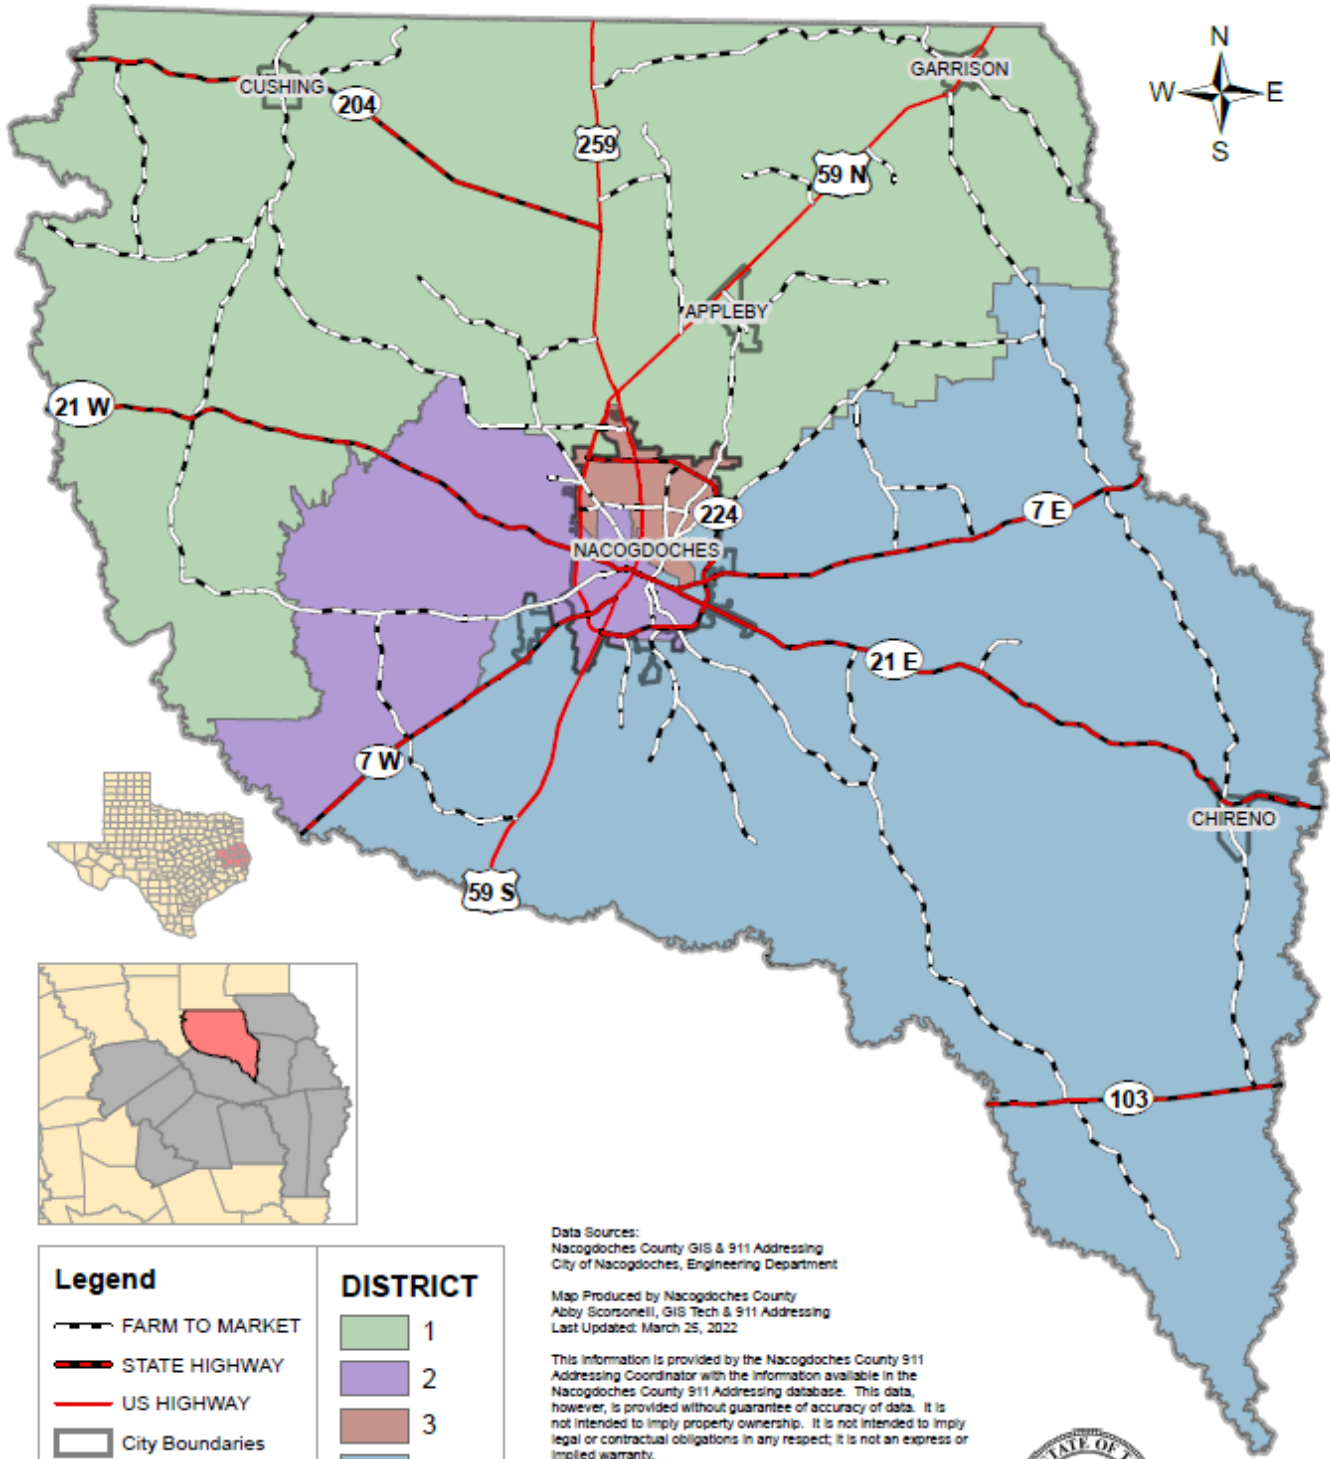 N
W E
S
GARRISON
CUSHING
204
259
59 N
APPLEBY
21 W
224
7 E
NACOGDOCHES
21 E
7 W
CHIRENO
59 S
103
Legend
FARM TO MARKET
STATE HIGHWAY
US HIGHWAY
City Boundaries
DISTRICT
1
2
3
Data Sources:
Nacogdoches County GIS & 911 Addressing
City of Nacogdoches, Engineering Department
Map Produced by Nacogdoches County
Abby Scorsonelli, GIS Tech & 911 Addressing
Last Updated: March 25, 2022
This information is provided by the Nacogdoches County 911
Addressing Coordinator with the information available in the
Nacogdoches County 911 Addressing database. This data,
however, is provided without guarantee of accuracy of data. It is
not intended to imply property ownership. It is not intended to imply
legal or contractual obligations in any respect; it is not an express or
implied warranty.
ATE OF